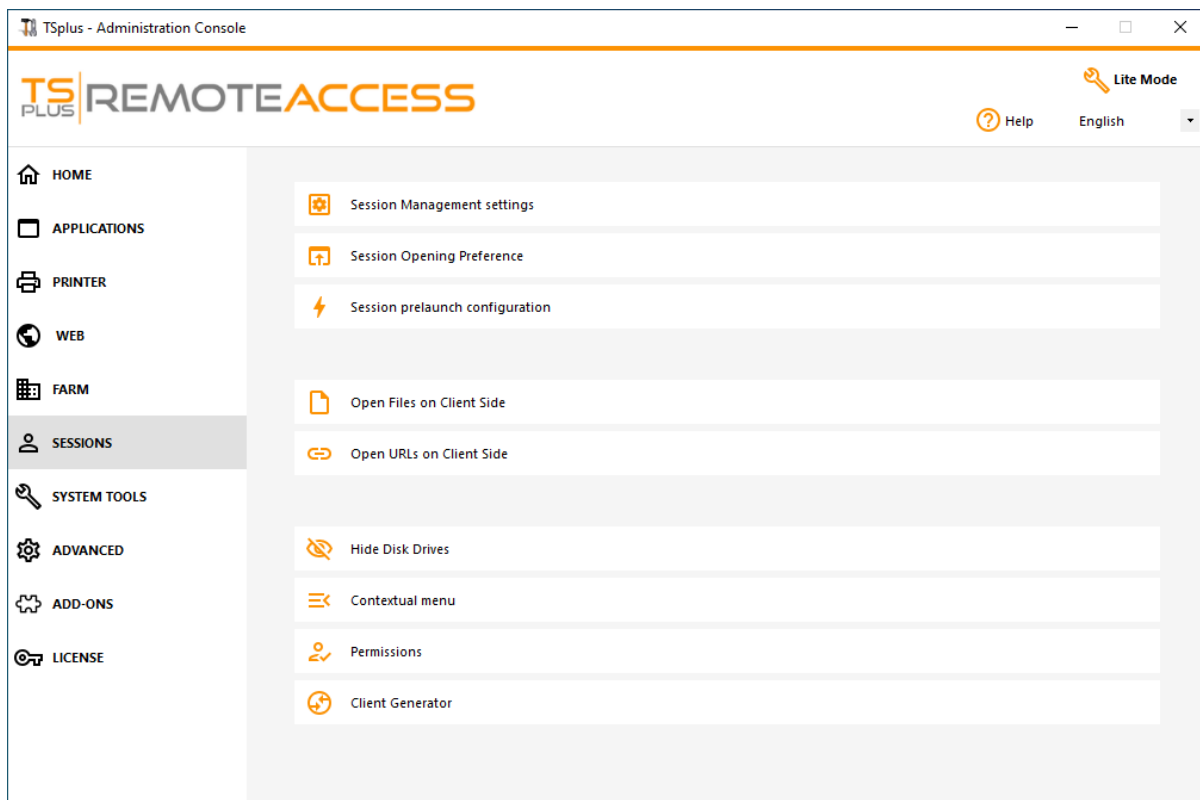 TSplus - Administration Console
TS PLUS REMOTEACCESS
Lite Mode
Help
English
HOME
APPLICATIONS
PRINTER
WEB
FARM
SESSIONS
SYSTEM TOOLS
ADVANCED
ADD-ONS
LICENSE
Session Management settings
Session Opening Preference
Session prelaunch configuration
Open Files on Client Side
Open URLs on Client Side
Hide Disk Drives
Contextual menu
Permissions
Client Generator